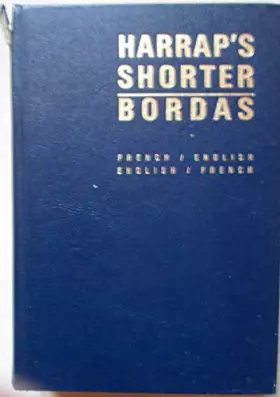 HARRAP'S
SHORTER
BORDAS
FRENCH / ENGLISH
ENGLISH / FRENCH